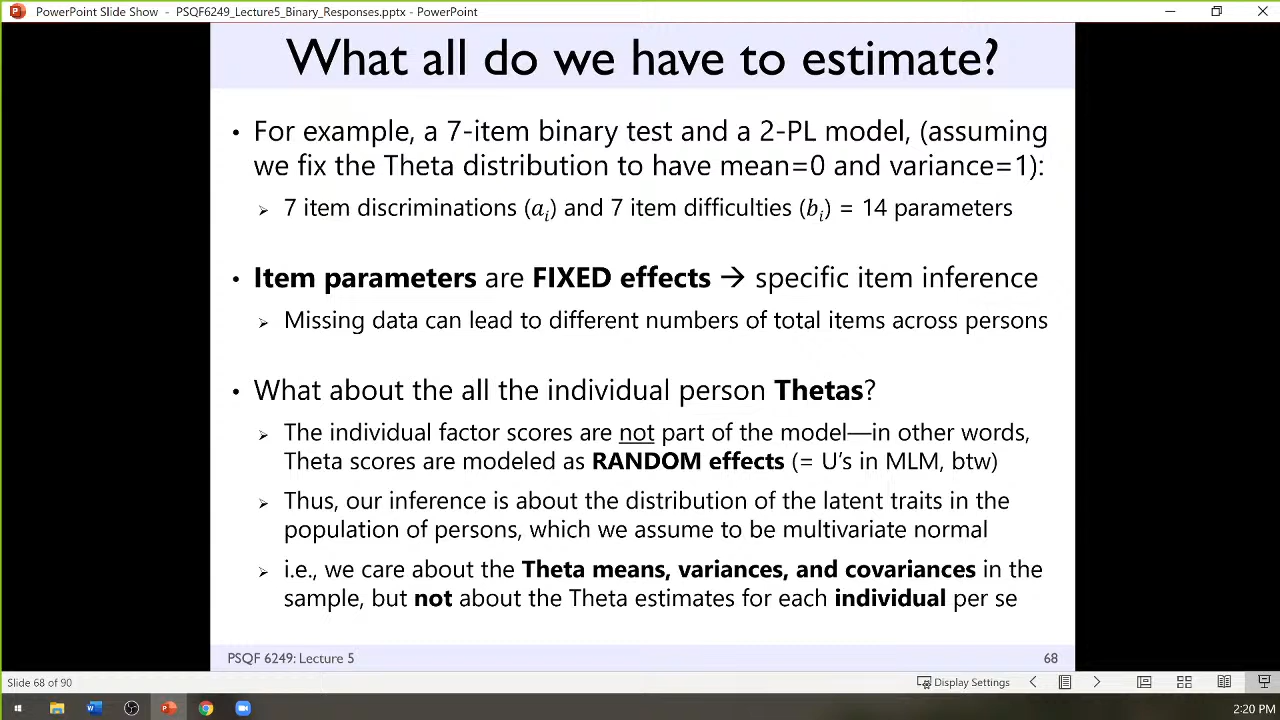 PowerPoint Slide Show - PSQF6249_Lecture5_Binary_Responses.pptx - PowerPoint
What all do we have to estimate?
• For example, a 7-item binary test and a 2-PL model, (assuming
we fix the Theta distribution to have mean=0 and variance=1):
➢ 7 item discriminations (aᵢ) and 7 item difficulties (bᵢ) = 14 parameters
• Item parameters are FIXED effects → specific item inference
➢ Missing data can lead to different numbers of total items across persons
• What about the all the individual person Thetas?
➢ The individual factor scores are not part of the model—in other words,
Theta scores are modeled as RANDOM effects (= U's in MLM, btw)
➢ Thus, our inference is about the distribution of the latent traits in the
population of persons, which we assume to be multivariate normal
➢ i.e., we care about the Theta means, variances, and covariances in the
sample, but not about the Theta estimates for each individual per se
PSQF 6249: Lecture 5 68
Slide 68 of 90 Display Settings
2:20 PM